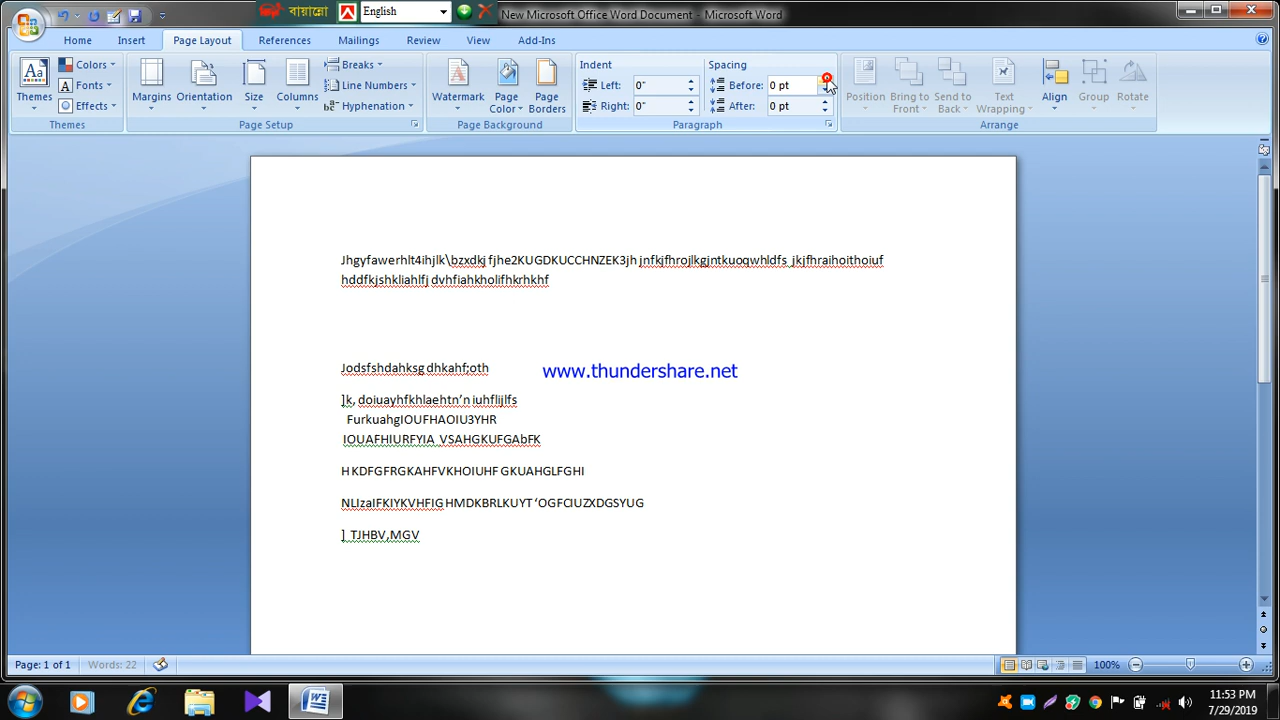 বায়ান্নো English New Microsoft Office Word Document - Microsoft Word
Home Insert Page Layout References Mailings Review View Add-Ins
Themes
Colors
Fonts
Effects
Themes
Margins
Orientation
Size
Columns
Breaks
Line Numbers
Hyphenation
Page Setup
Watermark
Page
Color
Page
Borders
Page Background
Indent
Left: 0"
Right: 0"
Spacing
Before: 0 pt
After: 0 pt
Paragraph
Position
Bring to
Front
Send to
Back
Text
Wrapping
Align
Group
Rotate
Arrange
Jhgyfawerhlt4ihjlk\bzxdkj fjhe2KUGDKUCCHNZEK3jh jnfkjfhrojlkgjntkuoqwhldfs jkjfhraihoithoiuf
hddfkjshkliahlfj dvhfiahkholifhkrhkhf
Jodsfshdahksg dhkahf;oth
www.thundershare.net
]k, doiuayhfkhlaehtn’n iuhflijlfs
FurkuahgIOUFHAOIU3YHR
IOUAFHIURFYIA VSAHGKUFGAbFK
H KDFGFRGKAHFVKHOIUHF GKUAHGLFGHI
NLIzaIFKIYKVHFIG HMDKBRLKUYT ‘OGFCIUZXDGSYUG
] TJHBV,MGV
Page: 1 of 1 Words: 22 100%
11:53 PM
7/29/2019